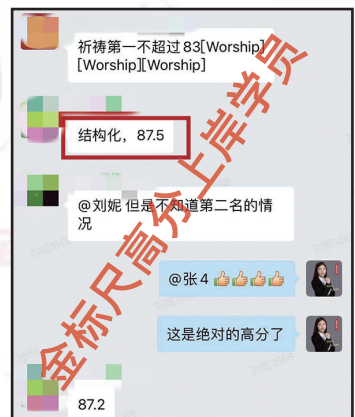 祈祷第一不超过83[Worship]
[Worship][Worship]
结构化，87.5
@刘妮 但是不知道第二名的情
况
@张4👍👍👍👍
这是绝对的高分了
87.2
金标尺高分上岸学员